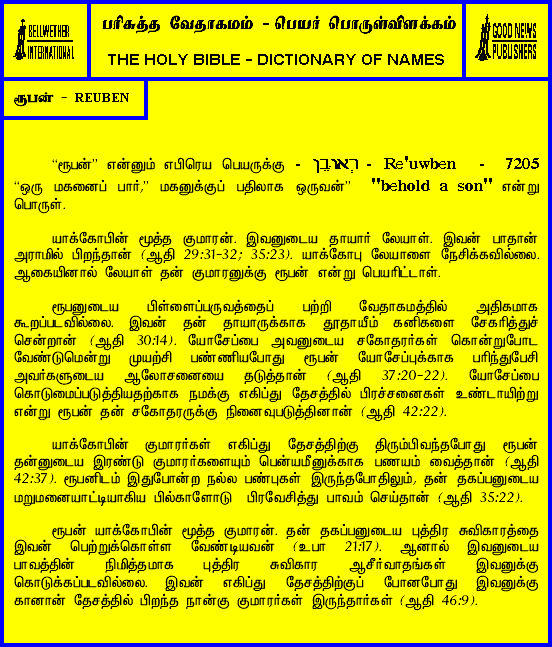 BELLWETHER
INTERNATIONAL
பரிசுத்த வேதாகமம் - பெயர் பொருள்விளக்கம்
THE HOLY BIBLE - DICTIONARY OF NAMES
GOOD NEWS
PUBLISHERS
ரூபன் - REUBEN
“ரூபன்” என்னும் எபிரெய பெயருக்கு - רְאוּבֵן - Re'uwben - 7205
“ஒரு மகனைப் பார்,” மகனுக்குப் பதிலாக ஒருவன்” "behold a son" என்று
பொருள்.
யாக்கோபின் மூத்த குமாரன். இவனுடைய தாயார் லேயாள். இவன் பாதான்
அராமில் பிறந்தான் (ஆதி 29:31-32; 35:23). யாக்கோபு லேயாளை நேசிக்கவில்லை.
ஆகையினால் லேயாள் தன் குமாரனுக்கு ரூபன் என்று பெயரிட்டாள்.
ரூபனுடைய பிள்ளைப்பருவத்தைப் பற்றி வேதாகமத்தில் அதிகமாக
கூறப்படவில்லை. இவன் தன் தாயாருக்காக தூதாயீம் கனிகளை சேகரித்துச்
சென்றான் (ஆதி 30:14). யோசேப்பை அவனுடைய சகோதரர்கள் கொன்றுபோட
வேண்டுமென்று முயற்சி பண்ணியபோது ரூபன் யோசேப்புக்காக பரிந்துபேசி
அவர்களுடைய ஆலோசனையை தடுத்தான் (ஆதி 37:20-22). யோசேப்பை
கொடுமைப்படுத்தியதற்காக நமக்கு எகிப்து தேசத்தில் பிரச்சனைகள் உண்டாயிற்று
என்று ரூபன் தன் சகோதரருக்கு நினைவுபடுத்தினான் (ஆதி 42:22).
யாக்கோபின் குமாரர்கள் எகிப்து தேசத்திற்கு திரும்பிவந்தபோது ரூபன்
தன்னுடைய இரண்டு குமாரர்களையும் பென்யமீனுக்காக பணயம் வைத்தான் (ஆதி
42:37). ரூபனிடம் இதுபோன்ற நல்ல பண்புகள் இருந்தபோதிலும், தன் தகப்பனுடைய
மறுமனையாட்டியாகிய பில்காளோடு பிரவேசித்து பாவம் செய்தான் (ஆதி 35:22).
ரூபன் யாக்கோபின் மூத்த குமாரன். தன் தகப்பனுடைய புத்திர சுவிகாரத்தை
இவன் பெற்றுக்கொள்ள வேண்டியவன் (உபா 21:17). ஆனால் இவனுடைய
பாவத்தின் நிமித்தமாக புத்திர சுவிகார ஆசீர்வாதங்கள் இவனுக்கு
கொடுக்கப்படவில்லை. இவன் எகிப்து தேசத்திற்குப் போனபோது இவனுக்கு
கானான் தேசத்தில் பிறந்த நான்கு குமாரர்கள் இருந்தார்கள் (ஆதி 46:9).